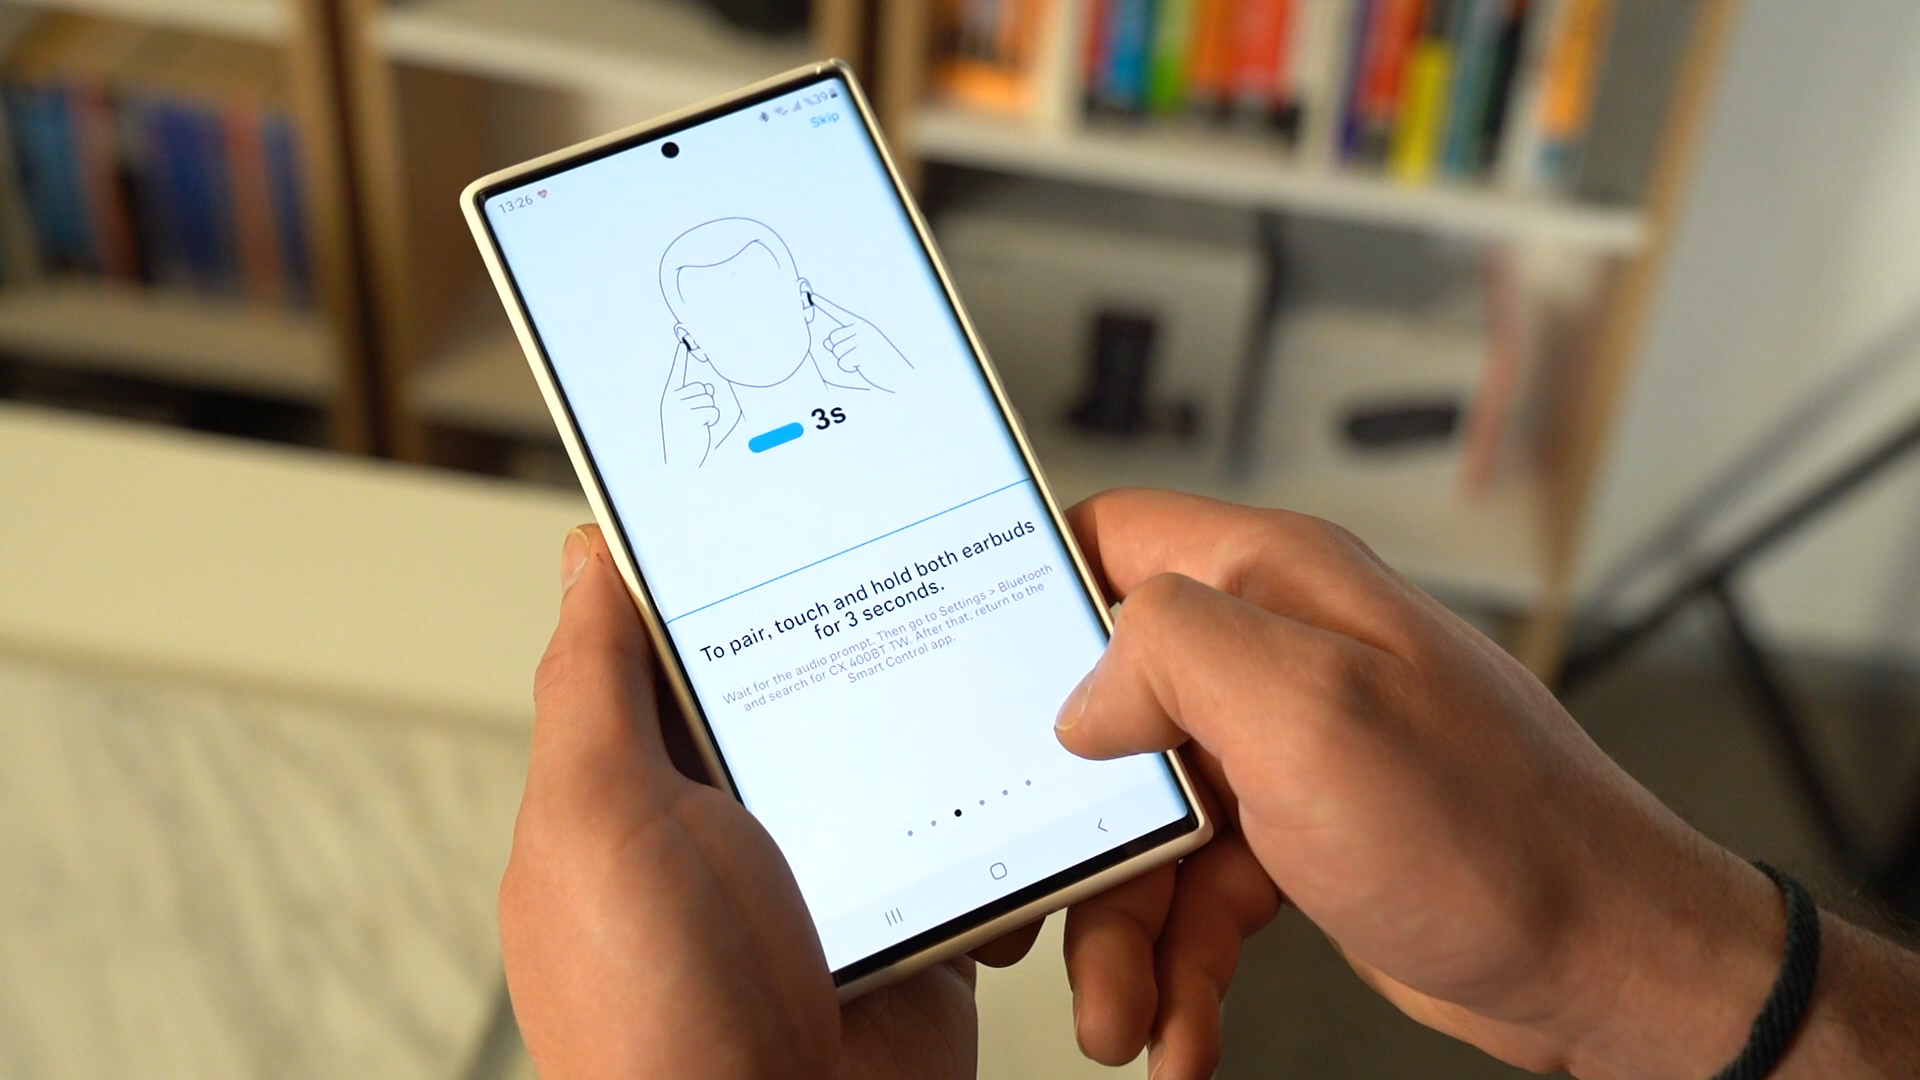 13:26
%39
Skip
3s
To pair, touch and hold both earbuds
for 3 seconds.
Wait for the audio prompt. Then go to Settings > Bluetooth
and search for CX 400BT TW. After that, return to the
Smart Control app.